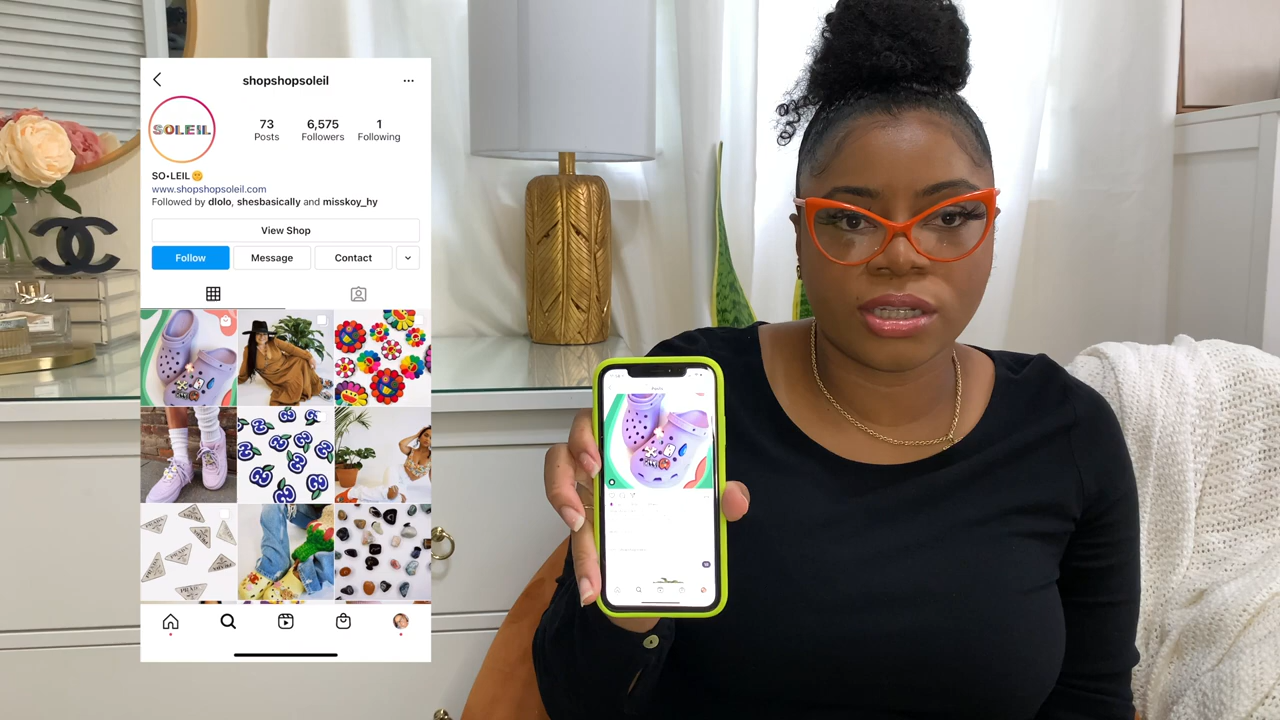 shopshopsoleil
SOLEIL
73
6,575
1
Posts
Followers
Following
SO•LEIL
www.shopshopsoleil.com
Followed by dlolo, shesbasically and misskoy_hy
View Shop
Follow
Message
Contact